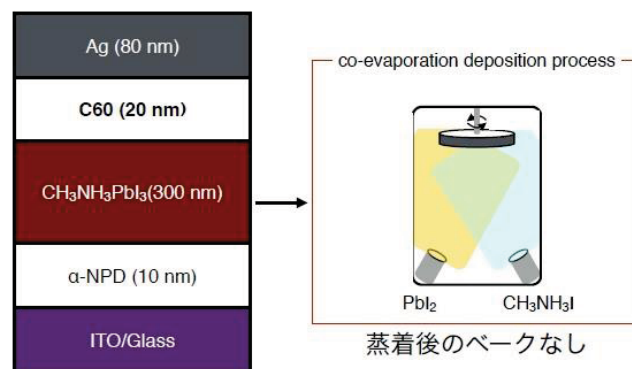 Ag (80 nm)
C60 (20 nm)
CH₃NH₃PbI₃(300 nm)
α-NPD (10 nm)
ITO/Glass
co-evaporation deposition process
PbI₂
CH₃NH₃I
蒸着後のベークなし